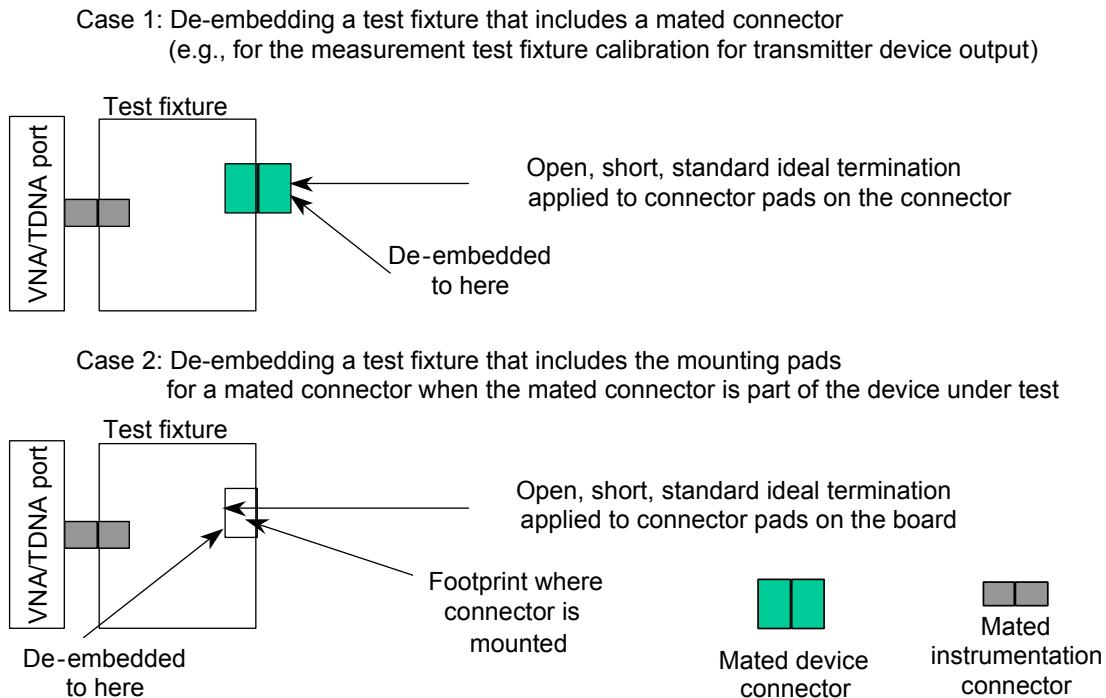 Case 1: De-embedding a test fixture that includes a mated connector
(e.g., for the measurement test fixture calibration for transmitter device output)
Test fixture
VNA/TDNA port
Open, short, standard ideal termination
applied to connector pads on the connector
De-embedded
to here
Case 2: De-embedding a test fixture that includes the mounting pads
for a mated connector when the mated connector is part of the device under test
Test fixture
VNA/TDNA port
Open, short, standard ideal termination
applied to connector pads on the board
Footprint where
connector is
mounted
De-embedded
to here
Mated device
connector
Mated
instrumentation
connector